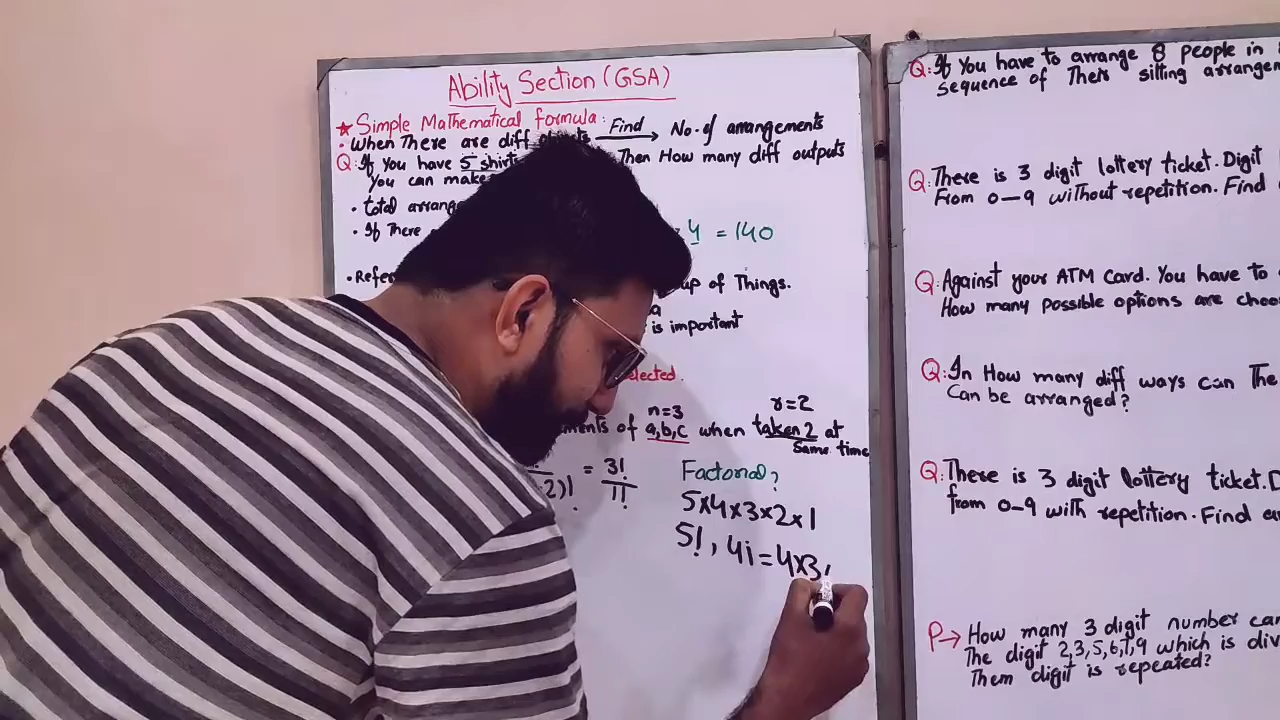 Ability Section (GSA)
★ Simple Mathematical formula:
• When There are diff objects Find → No. of arrangements
Q: If You have 5 shirts Then How many diff outputs
You can make
• total arrang
• If There 4 = 140
• Refer up of Things.
is important
elected.
n=3 r=2
ments of a,b,c when taken 2 at
Same time
2)! = 3!/1!
Factorial?
5x4x3x2x1
5!, 4i = 4x3
Q: If You have to arrange 8 people in
sequence of Their sitting arrangem
Q: There is 3 digit lottery ticket. Digit
From 0–9 without repetition. Find
Q: Against your ATM card. You have to
How many possible options are choo
Q: In How many diff ways can The
Can be arranged?
Q: There is 3 digit lottery ticket. D
from 0–9 with repetition. Find
P→ How many 3 digit number can
The digit 2,3,5,6,7,9 which is div
Them digit is repeated?